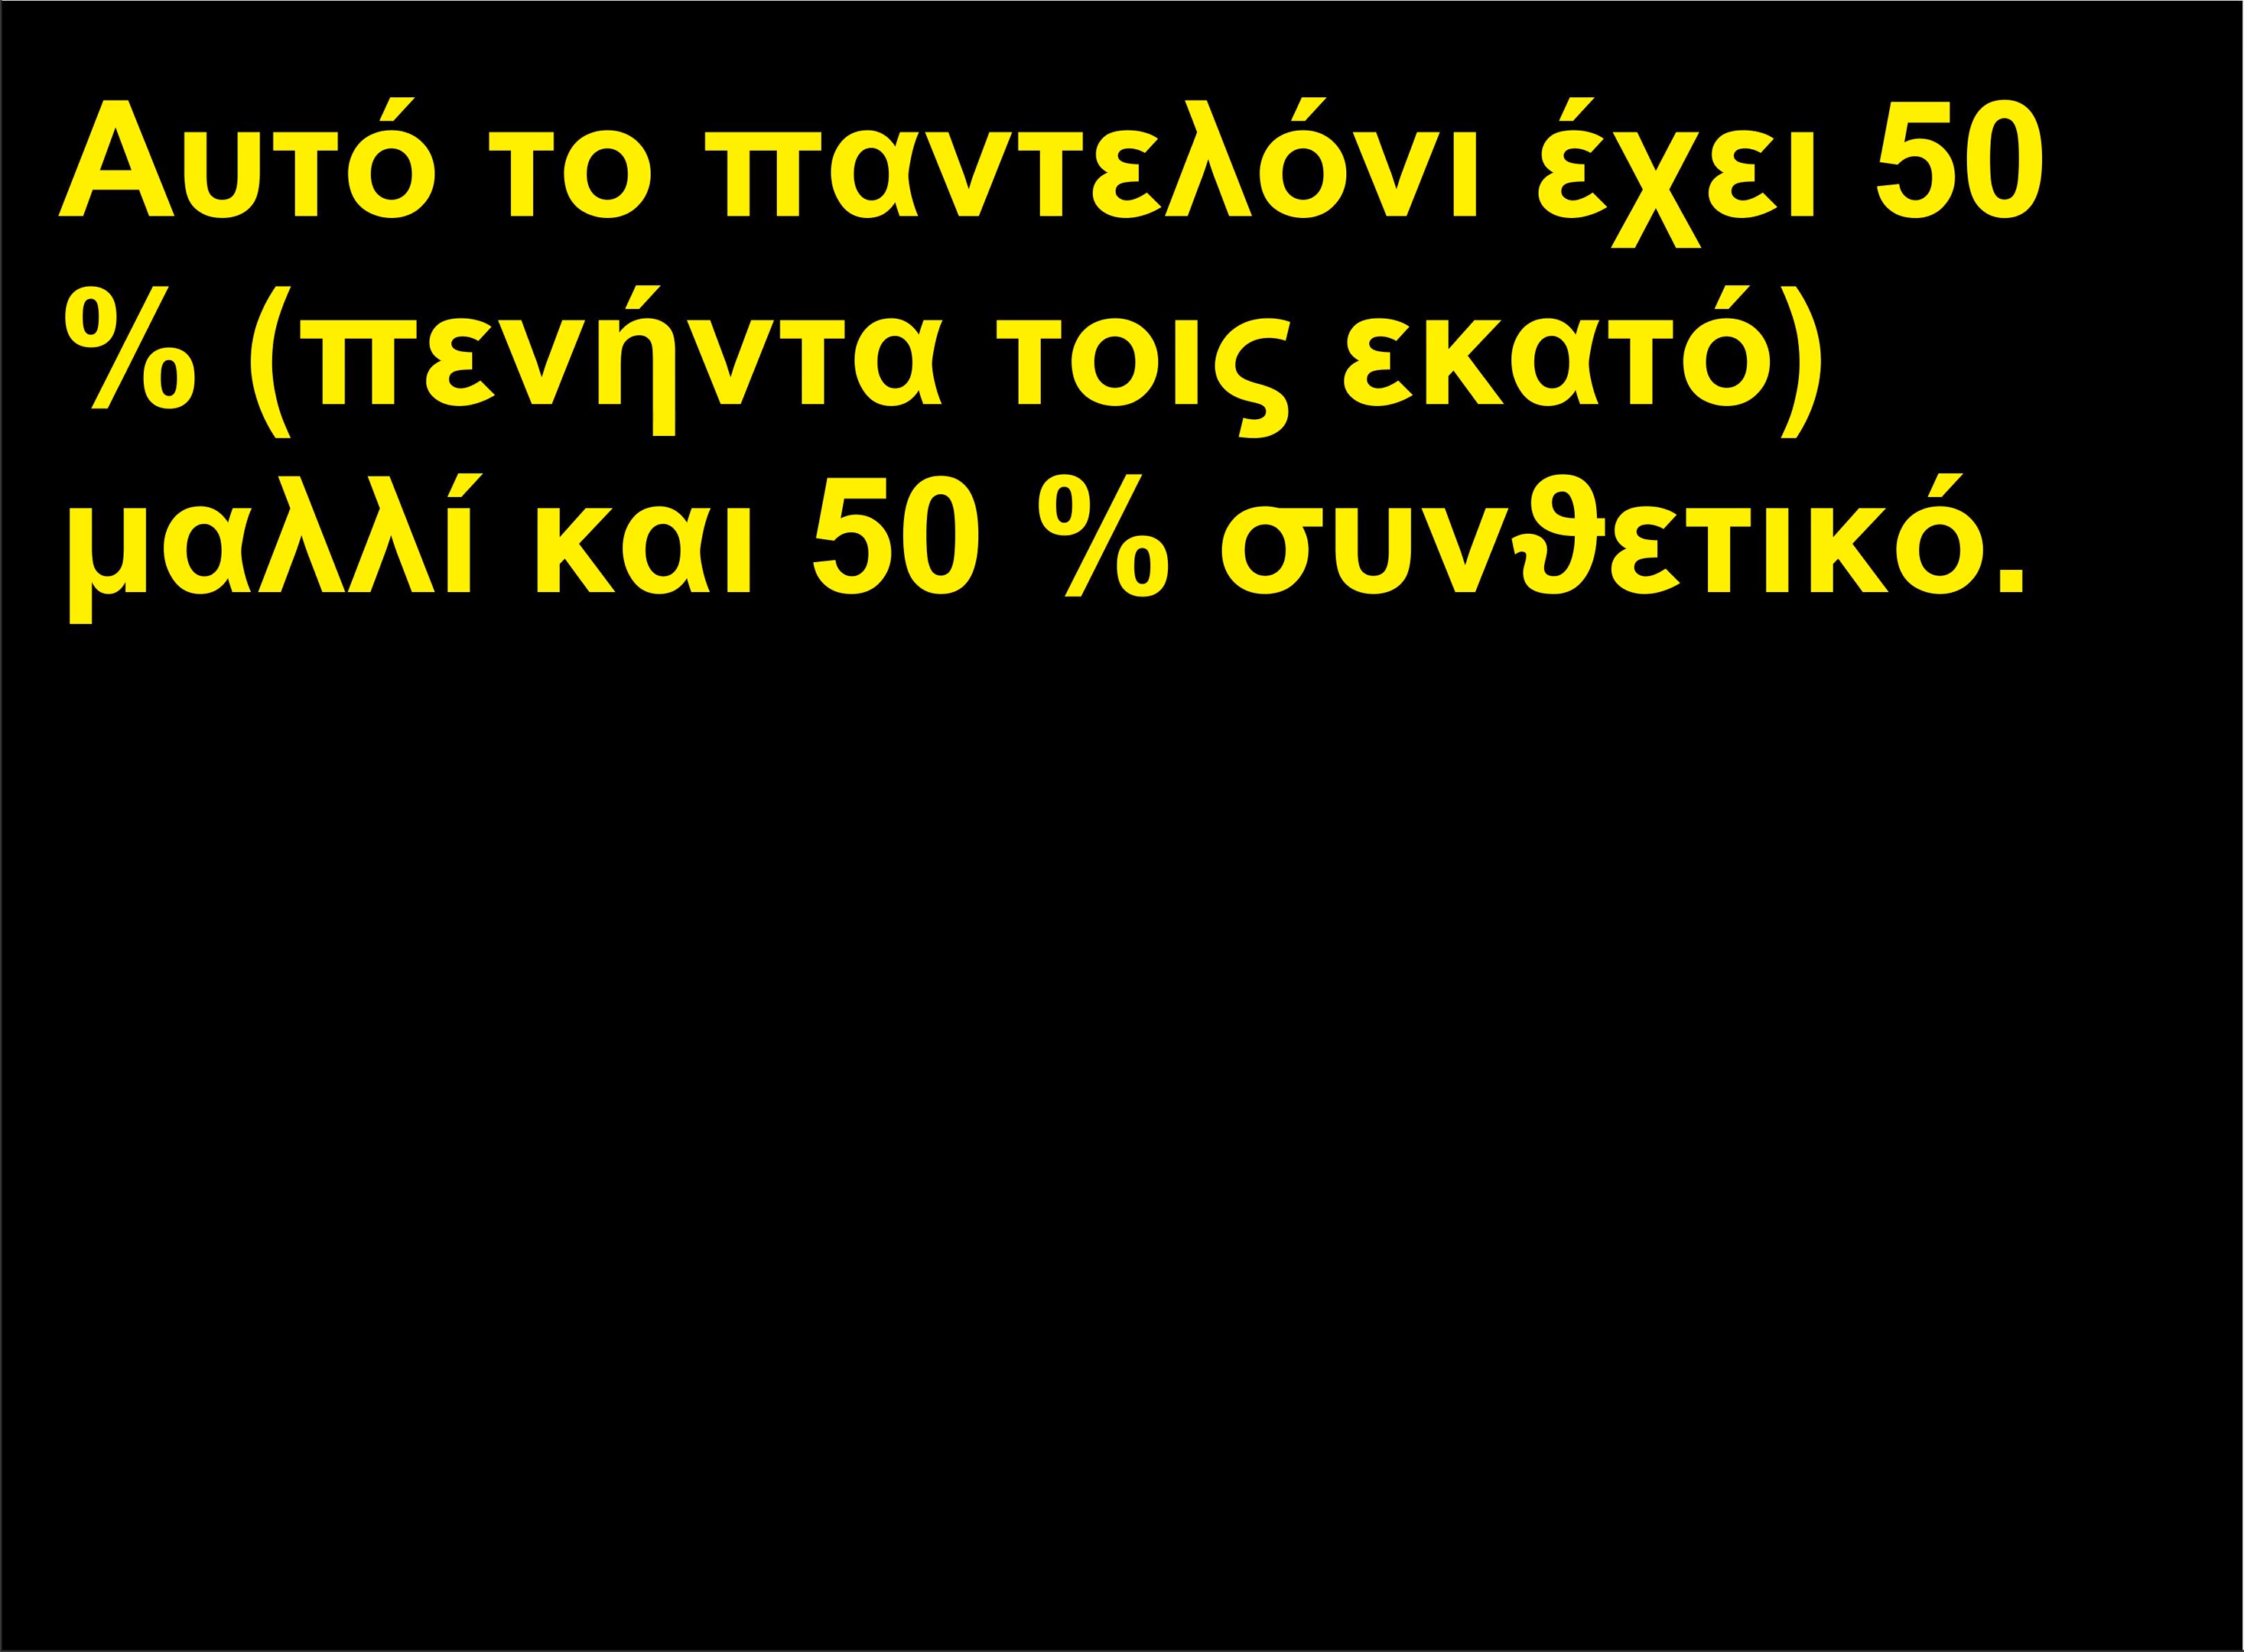 Αυτό το παντελόνι έχει 50
% (πενήντα τοις εκατό)
μαλλί και 50 % συνϑετικό.